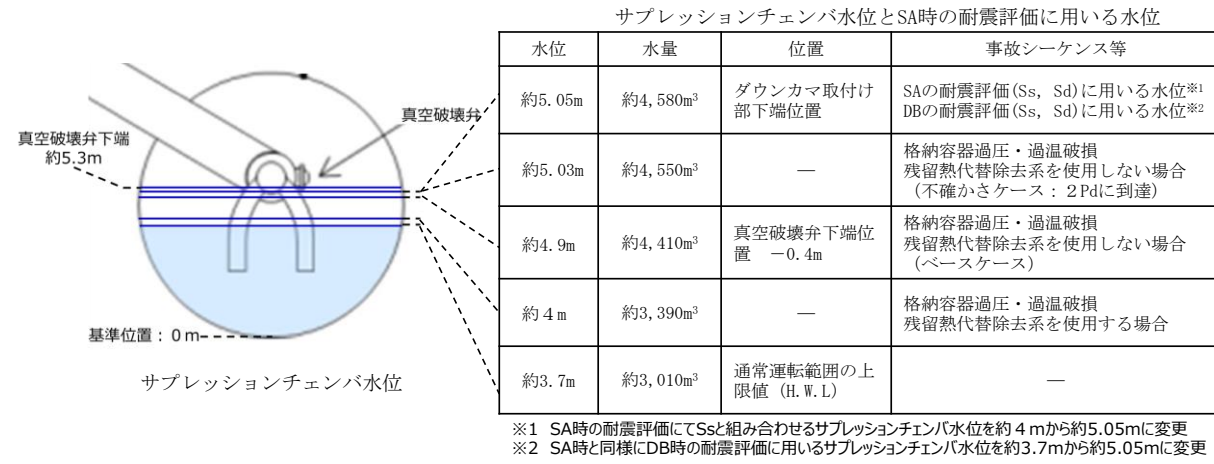 サプレッションチェンバ水位とSA時の耐震評価に用いる水位
真空破壊弁
真空破壊弁下端
約5.3m
基準位置：0m
サプレッションチェンバ水位
水位 水量 位置 事故シーケンス等
約5.05m 約4,580m³ ダウンカマ取付け部下端位置 SAの耐震評価(Ss, Sd)に用いる水位※1
DBの耐震評価(Ss, Sd)に用いる水位※2
約5.03m 約4,550m³ ― 格納容器過圧・過温破損
残留熱代替除去系を使用しない場合
（不確かさケース：２Pdに到達）
約4.9m 約4,410m³ 真空破壊弁下端位置 －0.4m 格納容器過圧・過温破損
残留熱代替除去系を使用しない場合
（ベースケース）
約４m 約3,390m³ ― 格納容器過圧・過温破損
残留熱代替除去系を使用する場合
約3.7m 約3,010m³ 通常運転範囲の上限値 (H.W.L) ―
※1 SA時の耐震評価にてSsと組み合わせるサプレッションチェンバ水位を約４mから約5.05mに変更
※2 SA時と同様にDB時の耐震評価に用いるサプレッションチェンバ水位を約3.7mから約5.05mに変更